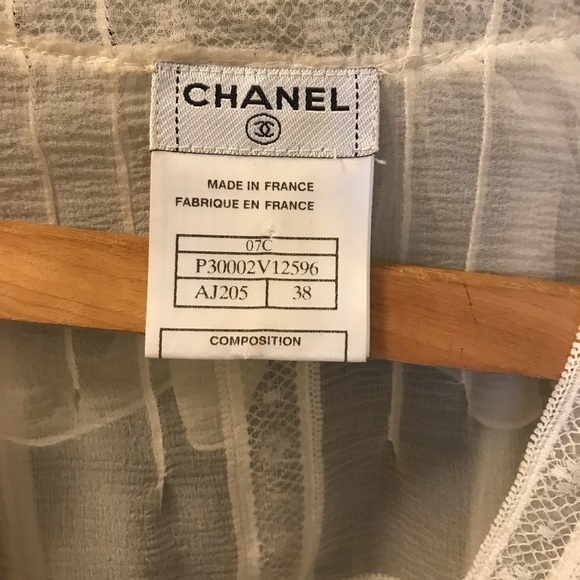 CHANEL
MADE IN FRANCE
FABRIQUE EN FRANCE
07C
P30002V12596
AJ205 38
COMPOSITION